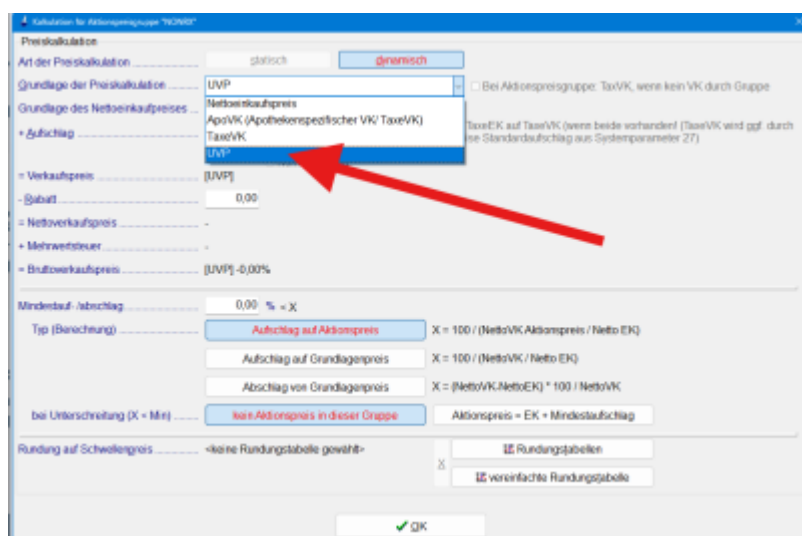 Kalkulation für Aktionspreisgruppe "NONRX"
Preiskalkulation
Art der Preiskalkulation statisch dynamisch
Grundlage der Preiskalkulation UVP Bei Aktionspreisgruppe: TaxVK, wenn kein VK durch Gruppe
Nettoeinkaufspreis
Grundlage des Nettoeinkaufpreises
ApoVK (Apothekenspezifischer VK/ TaxeVK)
+ Aufschlag TaxeEK auf TaxeVK (wenn beide vorhanden! (TaxeVK wird ggf. durch
TaxeVK
se Standardaufschlag aus Systemparameter 27)
UVP
= Verkaufspreis [UVP]
- Rabatt 0,00
= Nettoverkaufspreis -
+ Mehrwertsteuer -
= Bruttoverkaufspreis [UVP] -0,00%
Mindestauf- /abschlag 0,00 % < X
Typ (Berechnung) Aufschlag auf Aktionspreis X = 100 / (NettoVK Aktionspreis / Netto EK)
Aufschlag auf Grundlagenpreis X = 100 / (NettoVK / Netto EK)
Abschlag von Grundlagenpreis X = (NettoVK-NettoEK) * 100 / NettoVK
bei Unterschreitung (X < Min) kein Aktionspreis in dieser Gruppe Aktionspreis = EK + Mindestaufschlag
Rundung auf Schwellenpreis <keine Rundungstabelle gewählt> X Rundungstabellen
vereinfachte Rundungstabelle
OK